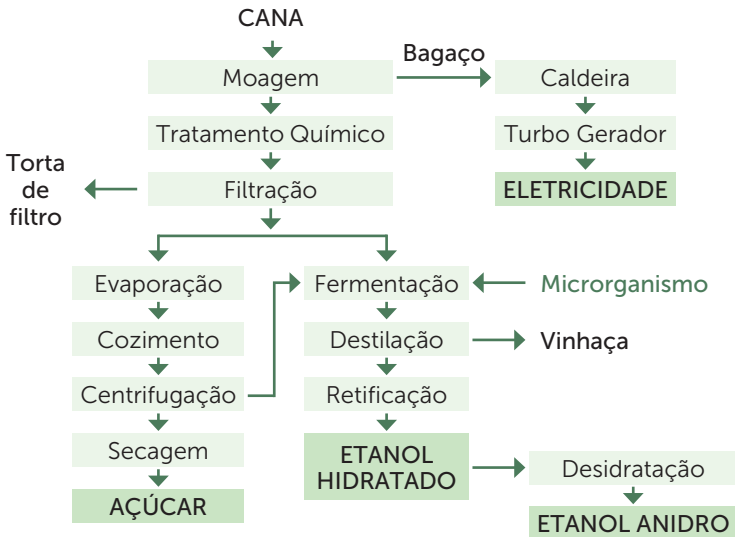 CANA
Bagaço
Moagem
Caldeira
Tratamento Químico
Turbo Gerador
Torta
de
filtro
Filtração
ELETRICIDADE
Evaporação
Fermentação
Microrganismo
Cozimento
Destilação
Vinhaça
Centrifugação
Retificação
Secagem
ETANOL
HIDRATADO
Desidratação
AÇÚCAR
ETANOL ANIDRO